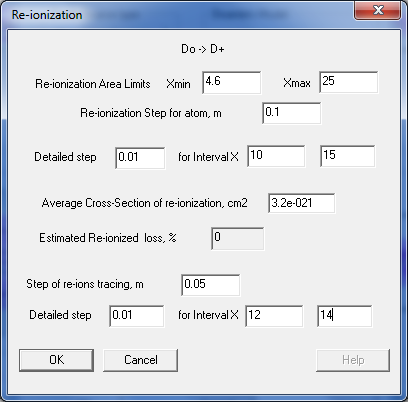 Re-ionization
Do -> D+
Re-ionization Area Limits Xmin 4.6 Xmax 25
Re-ionization Step for atom, m 0.1
Detailed step 0.01 for Interval X 10 15
Average Cross-Section of re-ionization, cm2 3.2e-021
Estimated Re-ionized loss, % 0
Step of re-ions tracing, m 0.05
Detailed step 0.01 for Interval X 12 14
OK Cancel Help